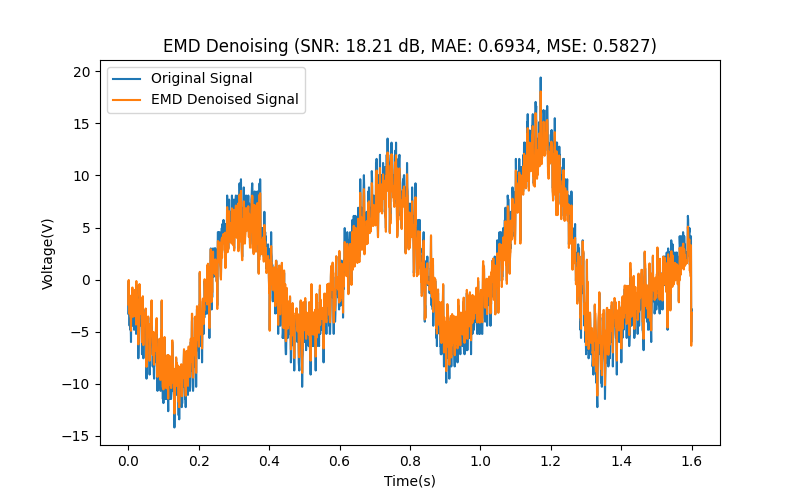 EMD Denoising (SNR: 18.21 dB, MAE: 0.6934, MSE: 0.5827)
Original Signal
EMD Denoised Signal
20
15
10
5
0
−5
−10
−15
Voltage(V)
0.0 0.2 0.4 0.6 0.8 1.0 1.2 1.4 1.6
Time(s)